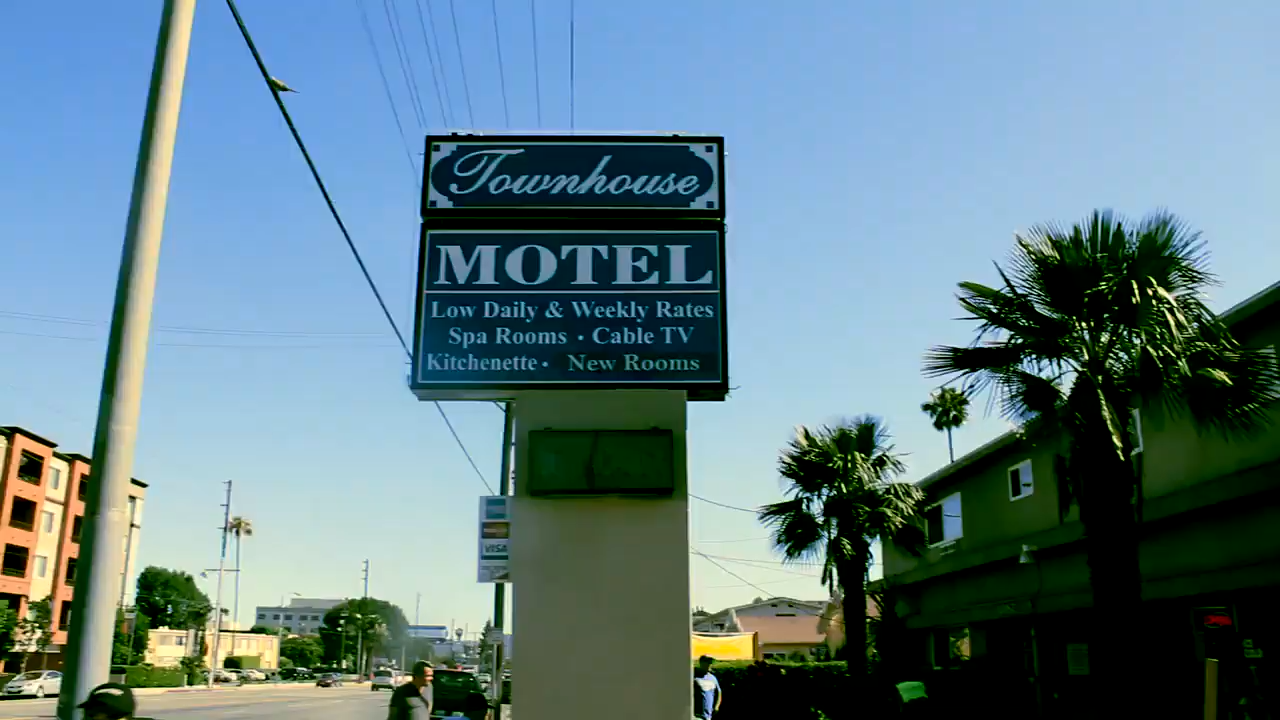 Townhouse
MOTEL
Low Daily & Weekly Rates
Spa Rooms • Cable TV
Kitchenette • New Rooms
VISA